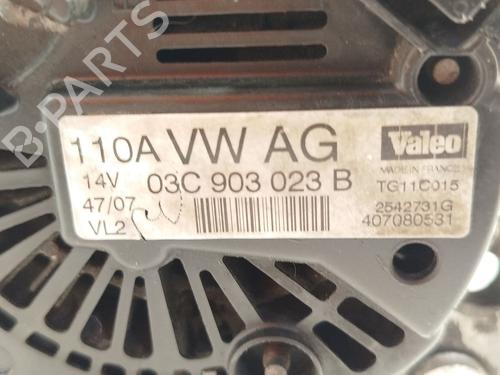 B-PARTS
110A VW AG
14V 03C 903 023 B
47/07
VL2
Valeo
MADE IN FRANCE
TG11C015
2542731G
407080531